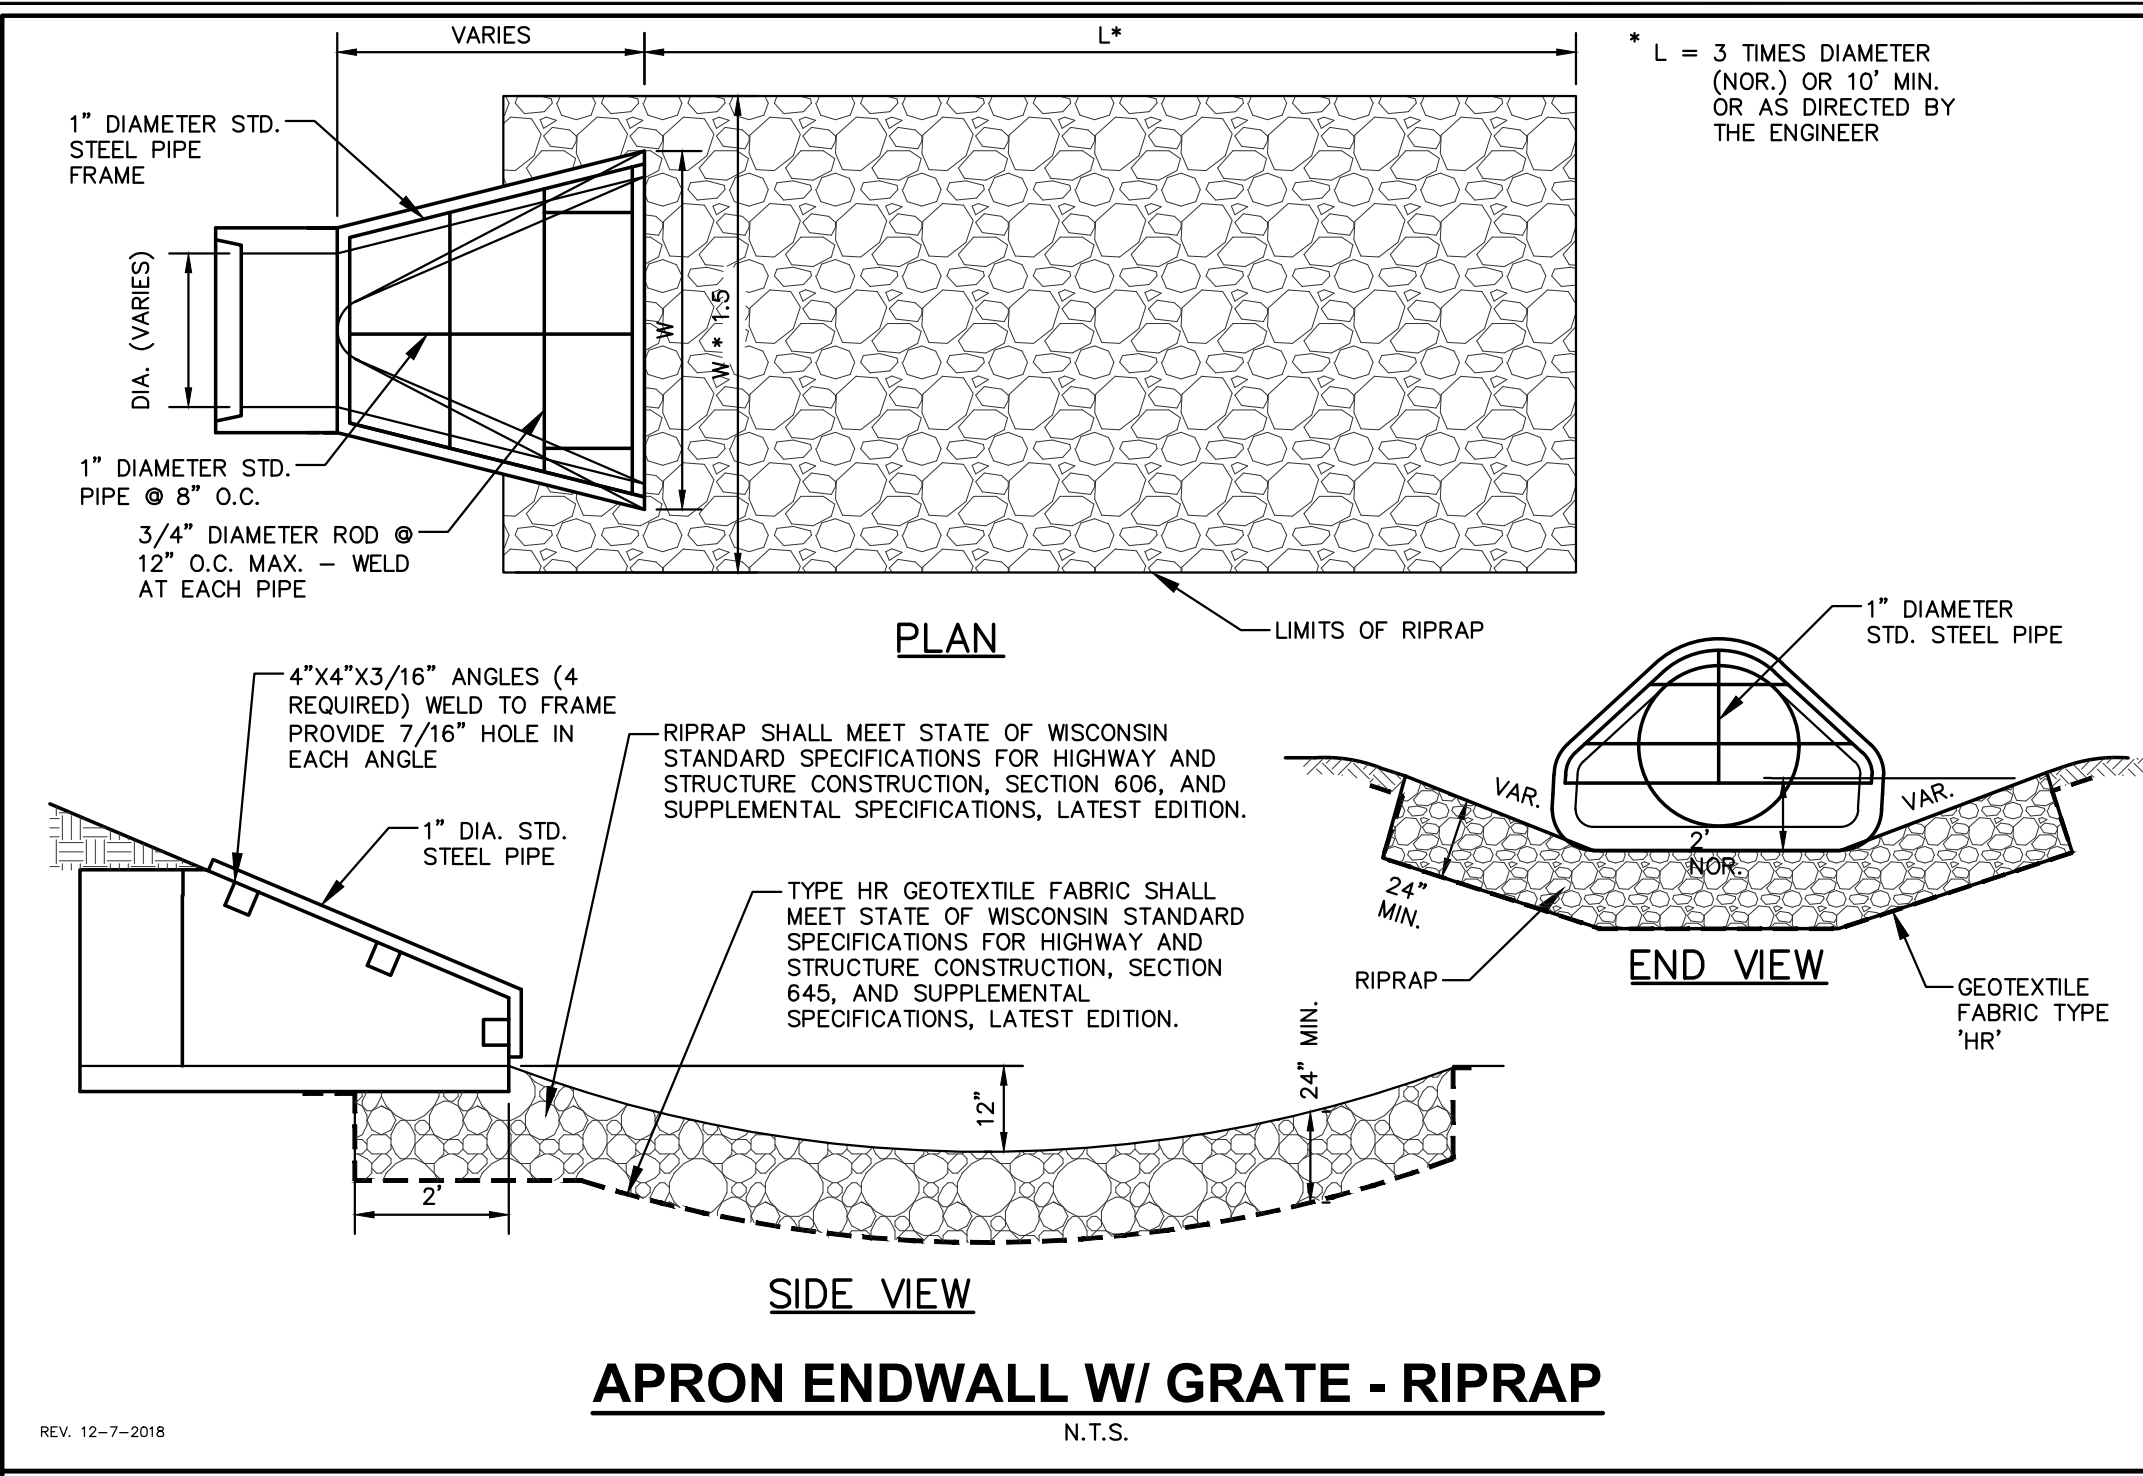 VARIES
L*
*
L = 3 TIMES DIAMETER
(NOR.) OR 10' MIN.
OR AS DIRECTED BY
THE ENGINEER
1" DIAMETER STD.
STEEL PIPE
FRAME
DIA. (VARIES)
W
W * 1.5
1" DIAMETER STD.
PIPE @ 8" O.C.
3/4" DIAMETER ROD @
12" O.C. MAX. – WELD
AT EACH PIPE
PLAN
LIMITS OF RIPRAP
1" DIAMETER
STD. STEEL PIPE
4"X4"X3/16" ANGLES (4
REQUIRED) WELD TO FRAME
PROVIDE 7/16" HOLE IN
EACH ANGLE
RIPRAP SHALL MEET STATE OF WISCONSIN
STANDARD SPECIFICATIONS FOR HIGHWAY AND
STRUCTURE CONSTRUCTION, SECTION 606, AND
SUPPLEMENTAL SPECIFICATIONS, LATEST EDITION.
1" DIA. STD.
STEEL PIPE
TYPE HR GEOTEXTILE FABRIC SHALL
MEET STATE OF WISCONSIN STANDARD
SPECIFICATIONS FOR HIGHWAY AND
STRUCTURE CONSTRUCTION, SECTION
645, AND SUPPLEMENTAL
SPECIFICATIONS, LATEST EDITION.
VAR.
VAR.
2'
NOR.
24"
MIN.
RIPRAP
END VIEW
GEOTEXTILE
FABRIC TYPE
'HR'
12"
24" MIN.
2'
SIDE VIEW
APRON ENDWALL W/ GRATE - RIPRAP
N.T.S.
REV. 12–7–2018